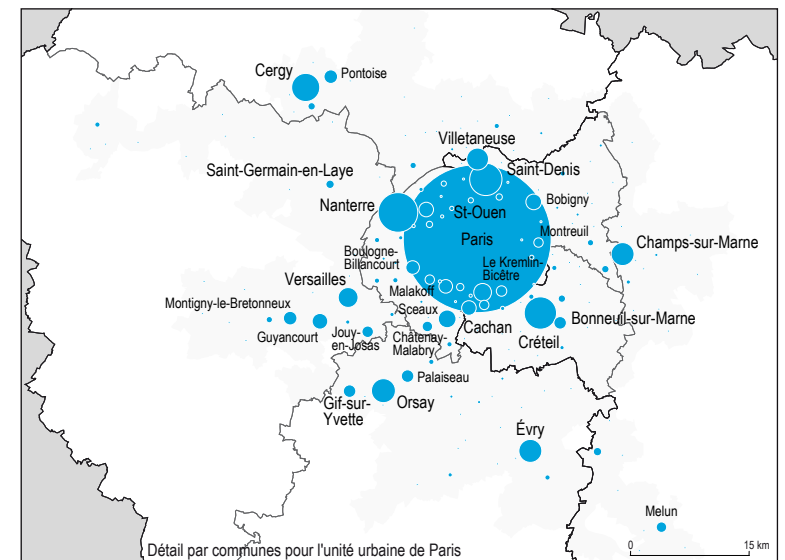 Cergy
Pontoise
Villetaneuse
Saint-Germain-en-Laye
Saint-Denis
Nanterre
Bobigny
St-Ouen
Montreuil
Paris
Champs-sur-Marne
Boulogne-
Billancourt
Le Kremin-
Bicêtre
Versailles
Malakoff
Montigny-le-Bretonneux
Sceaux
Bonneuil-sur-Marne
Guyancourt
Jouy-
en-Josas
Châtenay-
Malabry
Cachan
Créteil
Palaiseau
Gif-sur-
Yvette
Orsay
Évry
Melun
0
15 km
Détail par communes pour l'unité urbaine de Paris